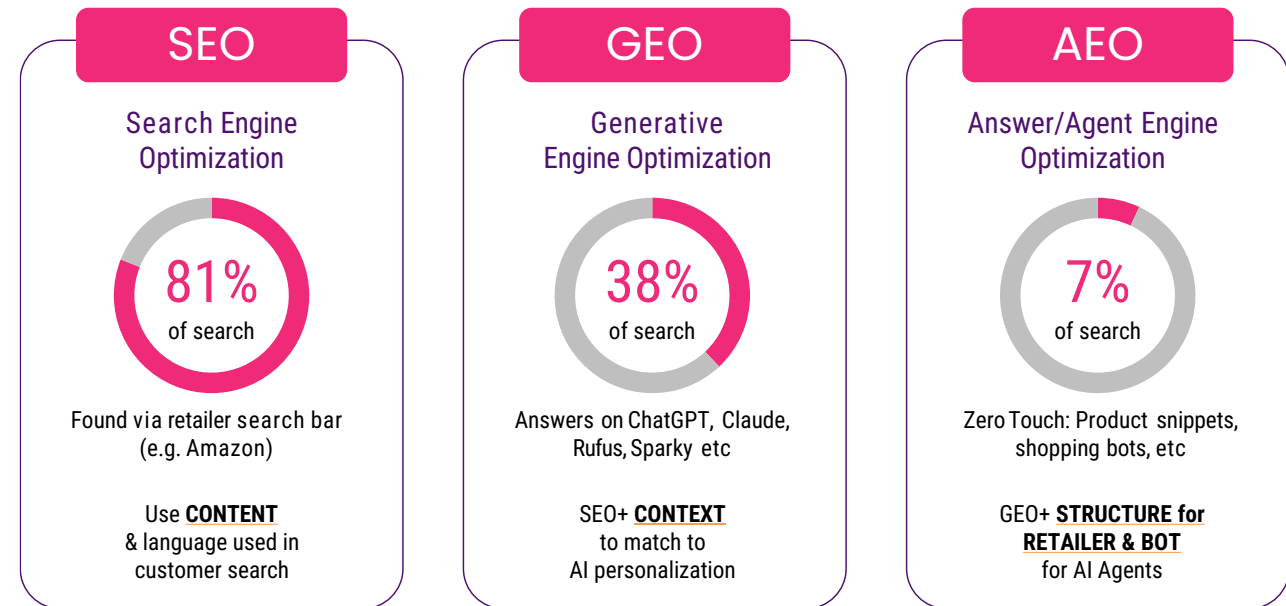 SEO
Search Engine
Optimization
81%
of search
Found via retailer search bar
(e.g. Amazon)
Use CONTENT
& language used in
customer search
GEO
Generative
Engine Optimization
38%
of search
Answers on ChatGPT, Claude,
Rufus, Sparky etc
SEO+ CONTEXT
to match to
AI personalization
AEO
Answer/Agent Engine
Optimization
7%
of search
Zero Touch: Product snippets,
shopping bots, etc
GEO+ STRUCTURE for
RETAILER & BOT
for AI Agents